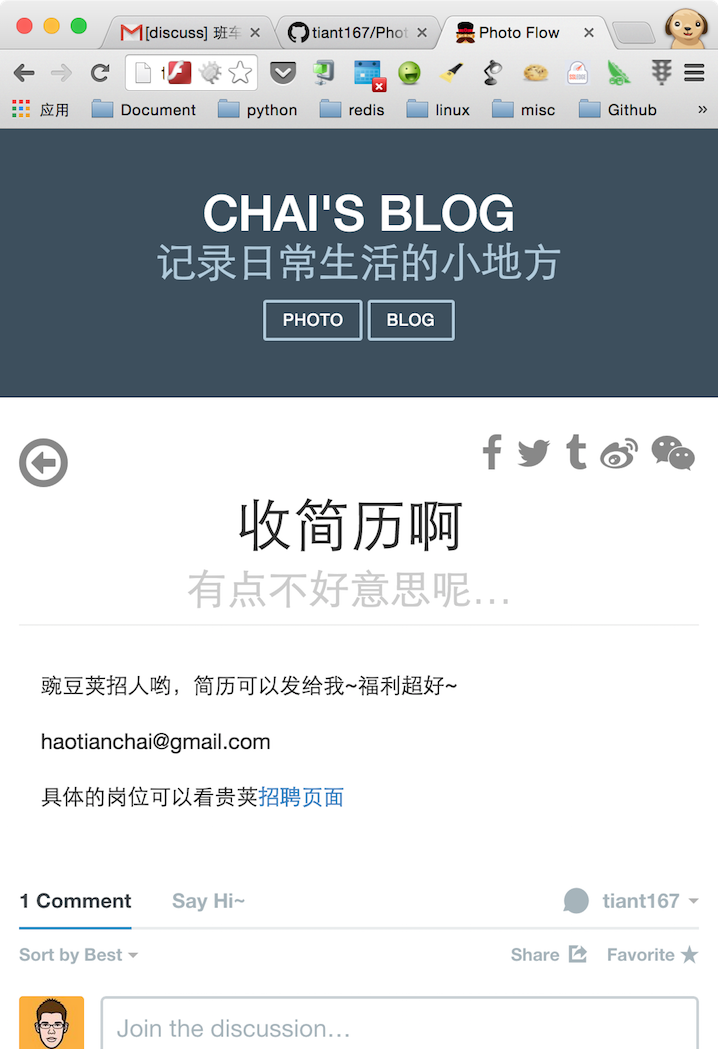 [discuss] 班车
tiant167/Phot
Photo Flow
应用
Document
python
redis
linux
misc
Github
»
CHAI'S BLOG
记录日常生活的小地方
PHOTO
BLOG
收简历啊
有点不好意思呢...
豌豆荚招人哟，简历可以发给我~福利超好~
haotianchai@gmail.com
具体的岗位可以看贵荚招聘页面
1 Comment
Say Hi~
tiant167
Sort by Best
Share
Favorite
Join the discussion...